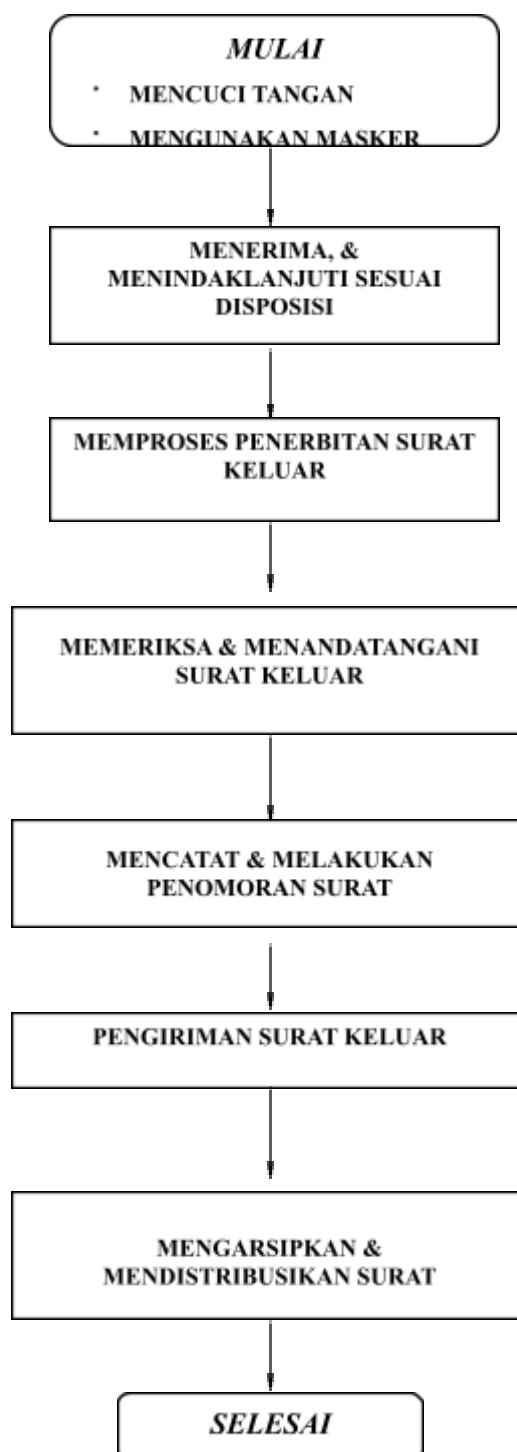 MULAI
· MENCUCI TANGAN
· MENGUNAKAN MASKER
MENERIMA, &
MENINDAKLANJUTI SESUAI
DISPOSISI
MEMPROSES PENERBITAN SURAT
KELUAR
MEMERIKSA & MENANDATANGANI
SURAT KELUAR
MENCATAT & MELAKUKAN
PENOMORAN SURAT
PENGIRIMAN SURAT KELUAR
MENGARSIPKAN &
MENDISTRIBUSIKAN SURAT
SELESAI